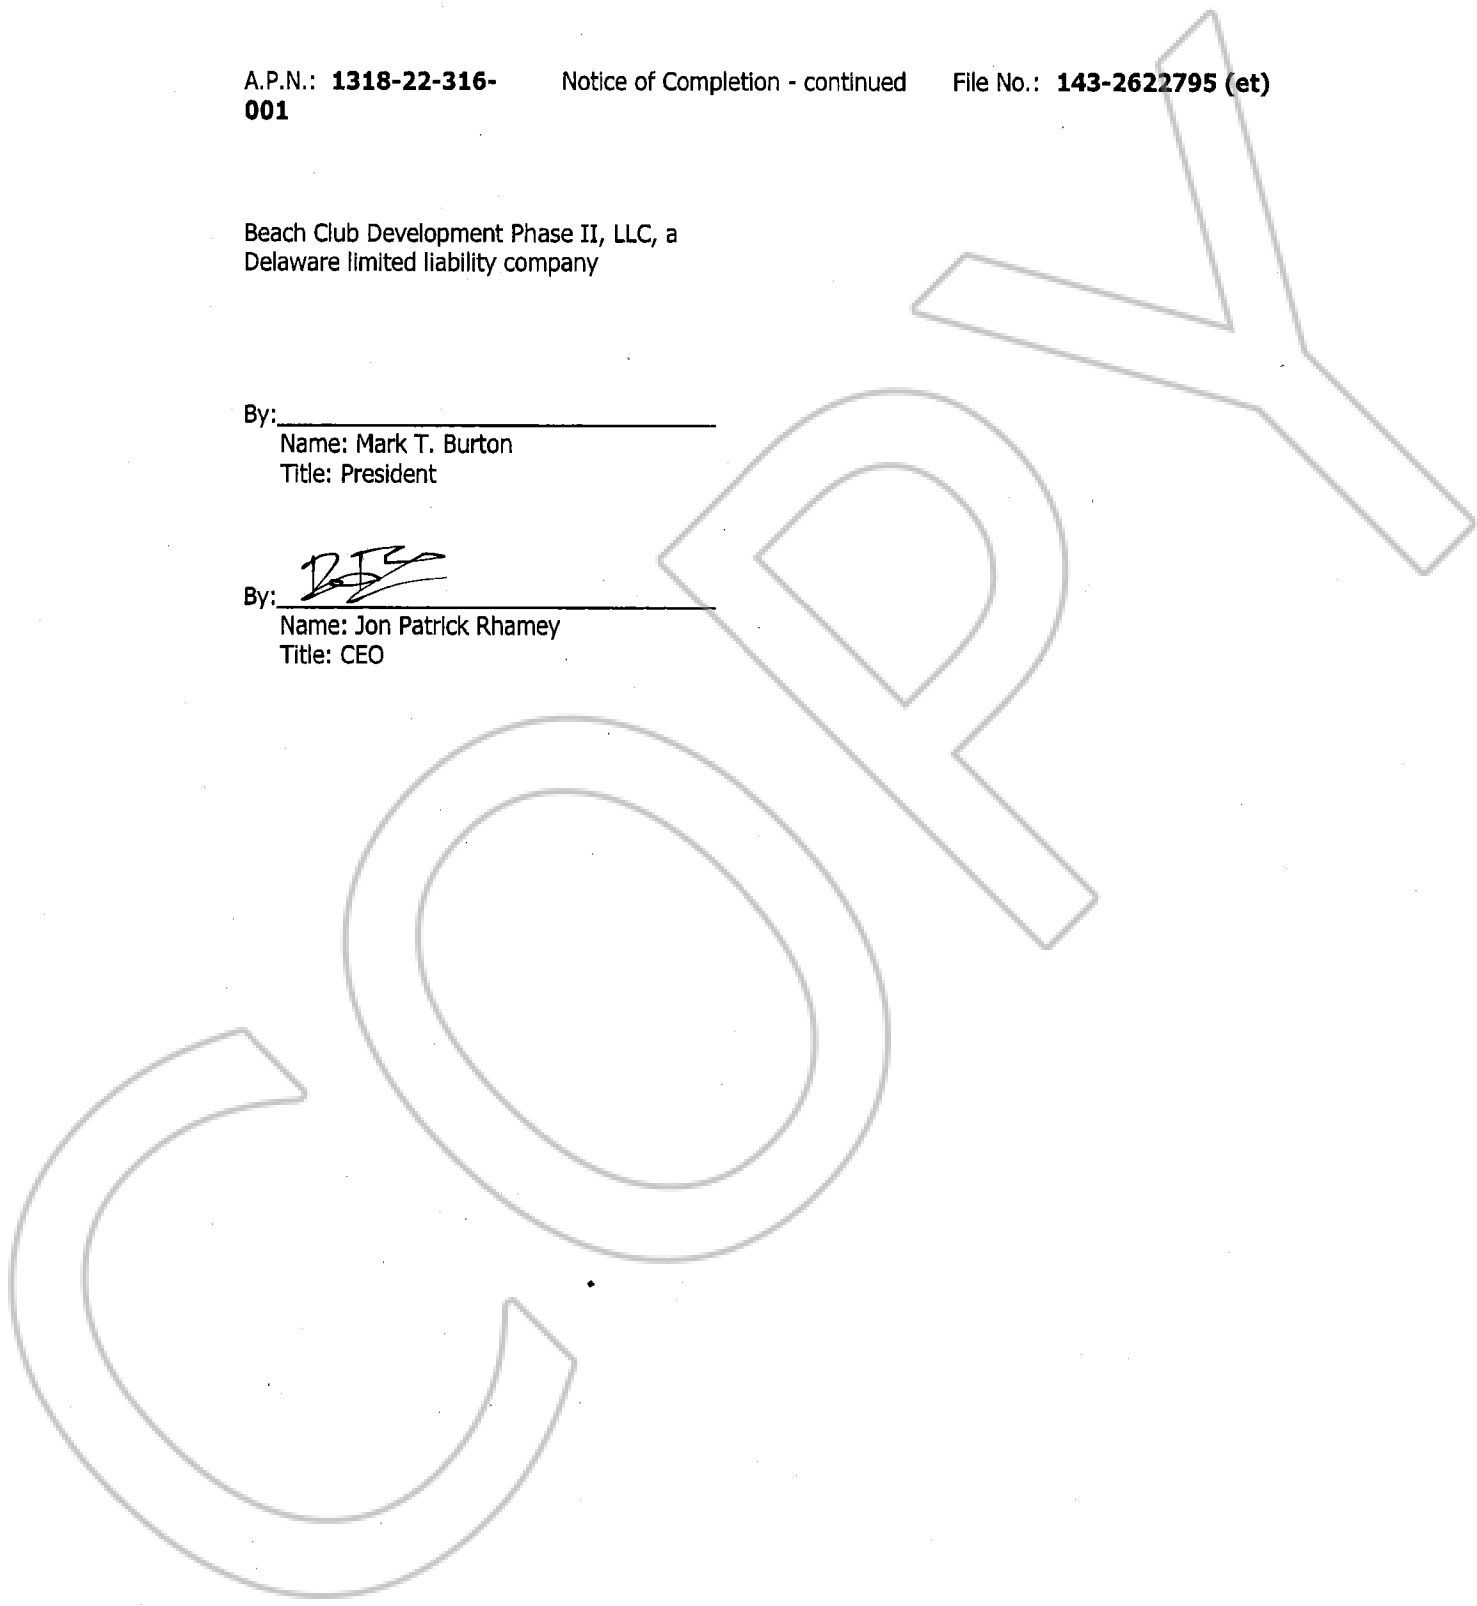 A.P.N.: 1318-22-316-001 Notice of Completion - continued File No.: 143-2622795 (et)
Beach Club Development Phase II, LLC, a
Delaware limited liability company
By:
Name: Mark T. Burton
Title: President
By:
Name: Jon Patrick Rhamey
Title: CEO
COPY